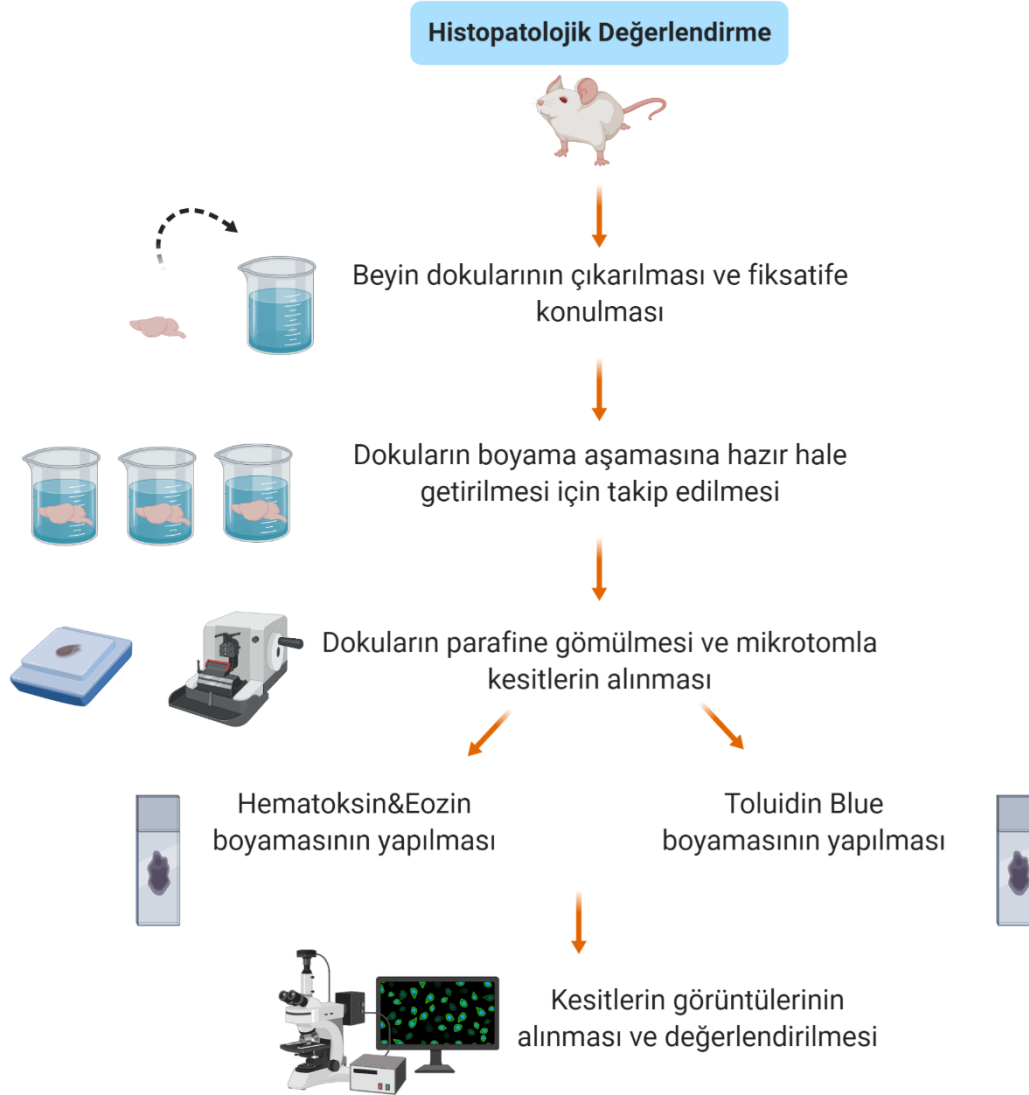 Histopatolojik Değerlendirme
Beyin dokularının çıkarılması ve fiksatife
konulması
Dokuların boyama aşamasına hazır hale
getirilmesi için takip edilmesi
Dokuların parafine gömülmesi ve mikrotomla
kesitlerin alınması
Hematoksin&Eozin
boyamasının yapılması
Toluidin Blue
boyamasının yapılması
Kesitlerin görüntülerinin
alınması ve değerlendirilmesi